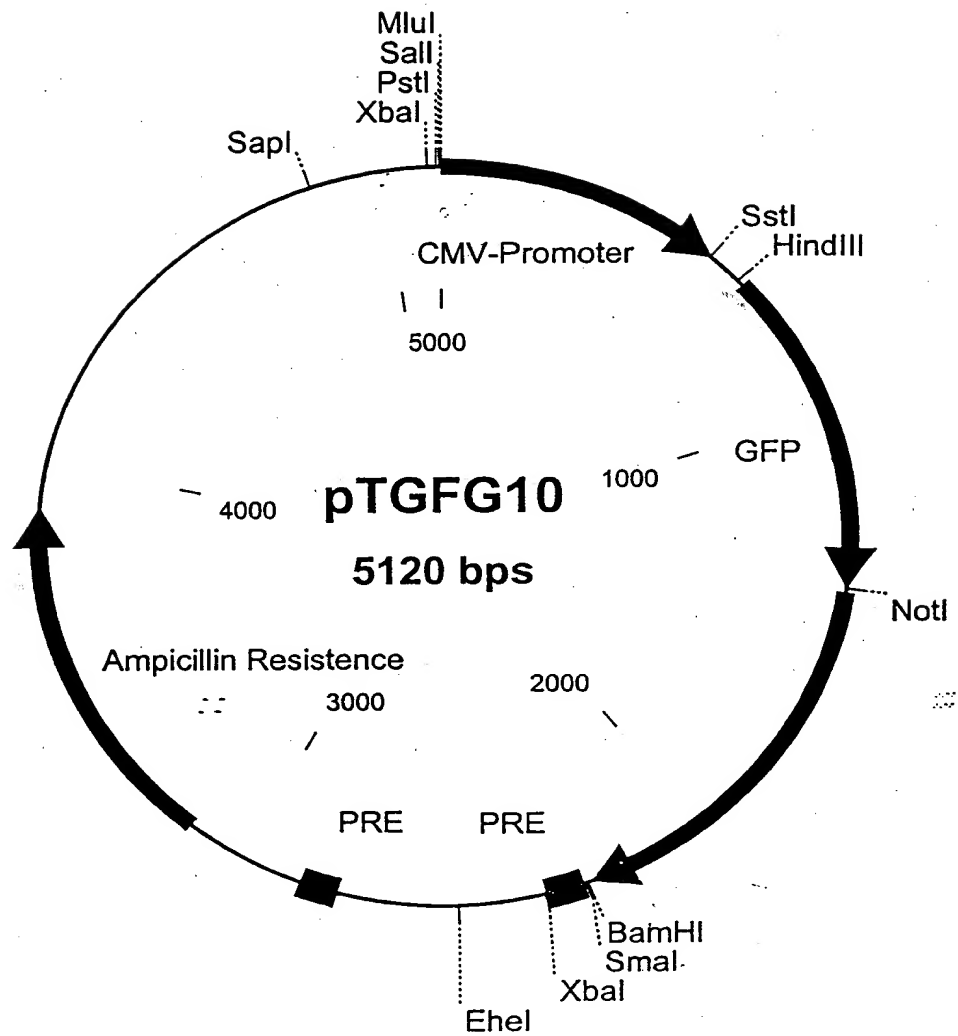 MluI
SalI
PstI
XbaI
SapI
SstI
HindIII
CMV-Promoter
5000
GFP
1000
4000
pTGFG10
5120 bps
NotI
Ampicillin Resistence
2000
3000
PRE
PRE
BamHI
SmaI
XbaI
EheI